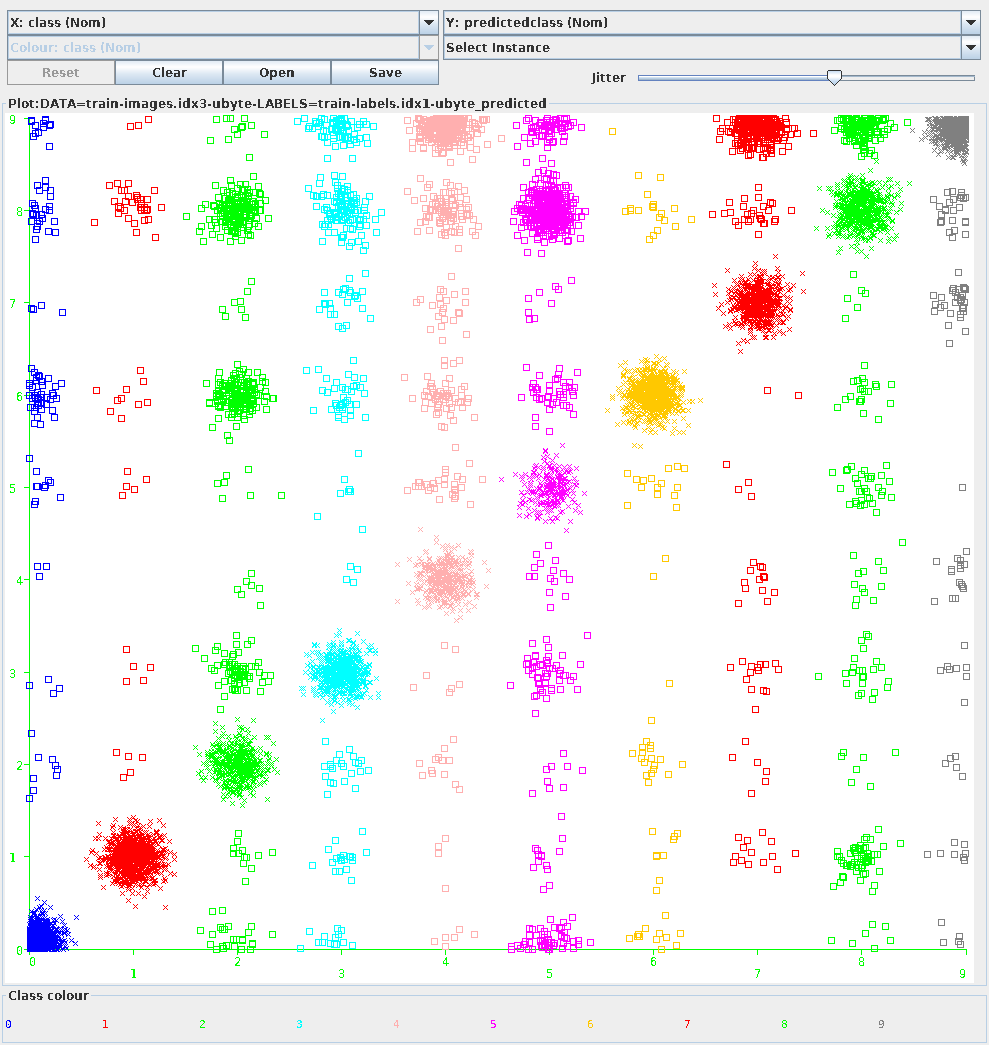 X: class (Nom) Y: predictedclass (Nom)
Colour: class (Nom) Select Instance
Reset Clear Open Save Jitter
Plot:DATA=train-images.idx3-ubyte-LABELS=train-labels.idx1-ubyte_predicted
9
8
7
6
5
4
3
2
1
0
0 1 2 3 4 5 6 7 8 9
Class colour
0 1 2 3 4 5 6 7 8 9